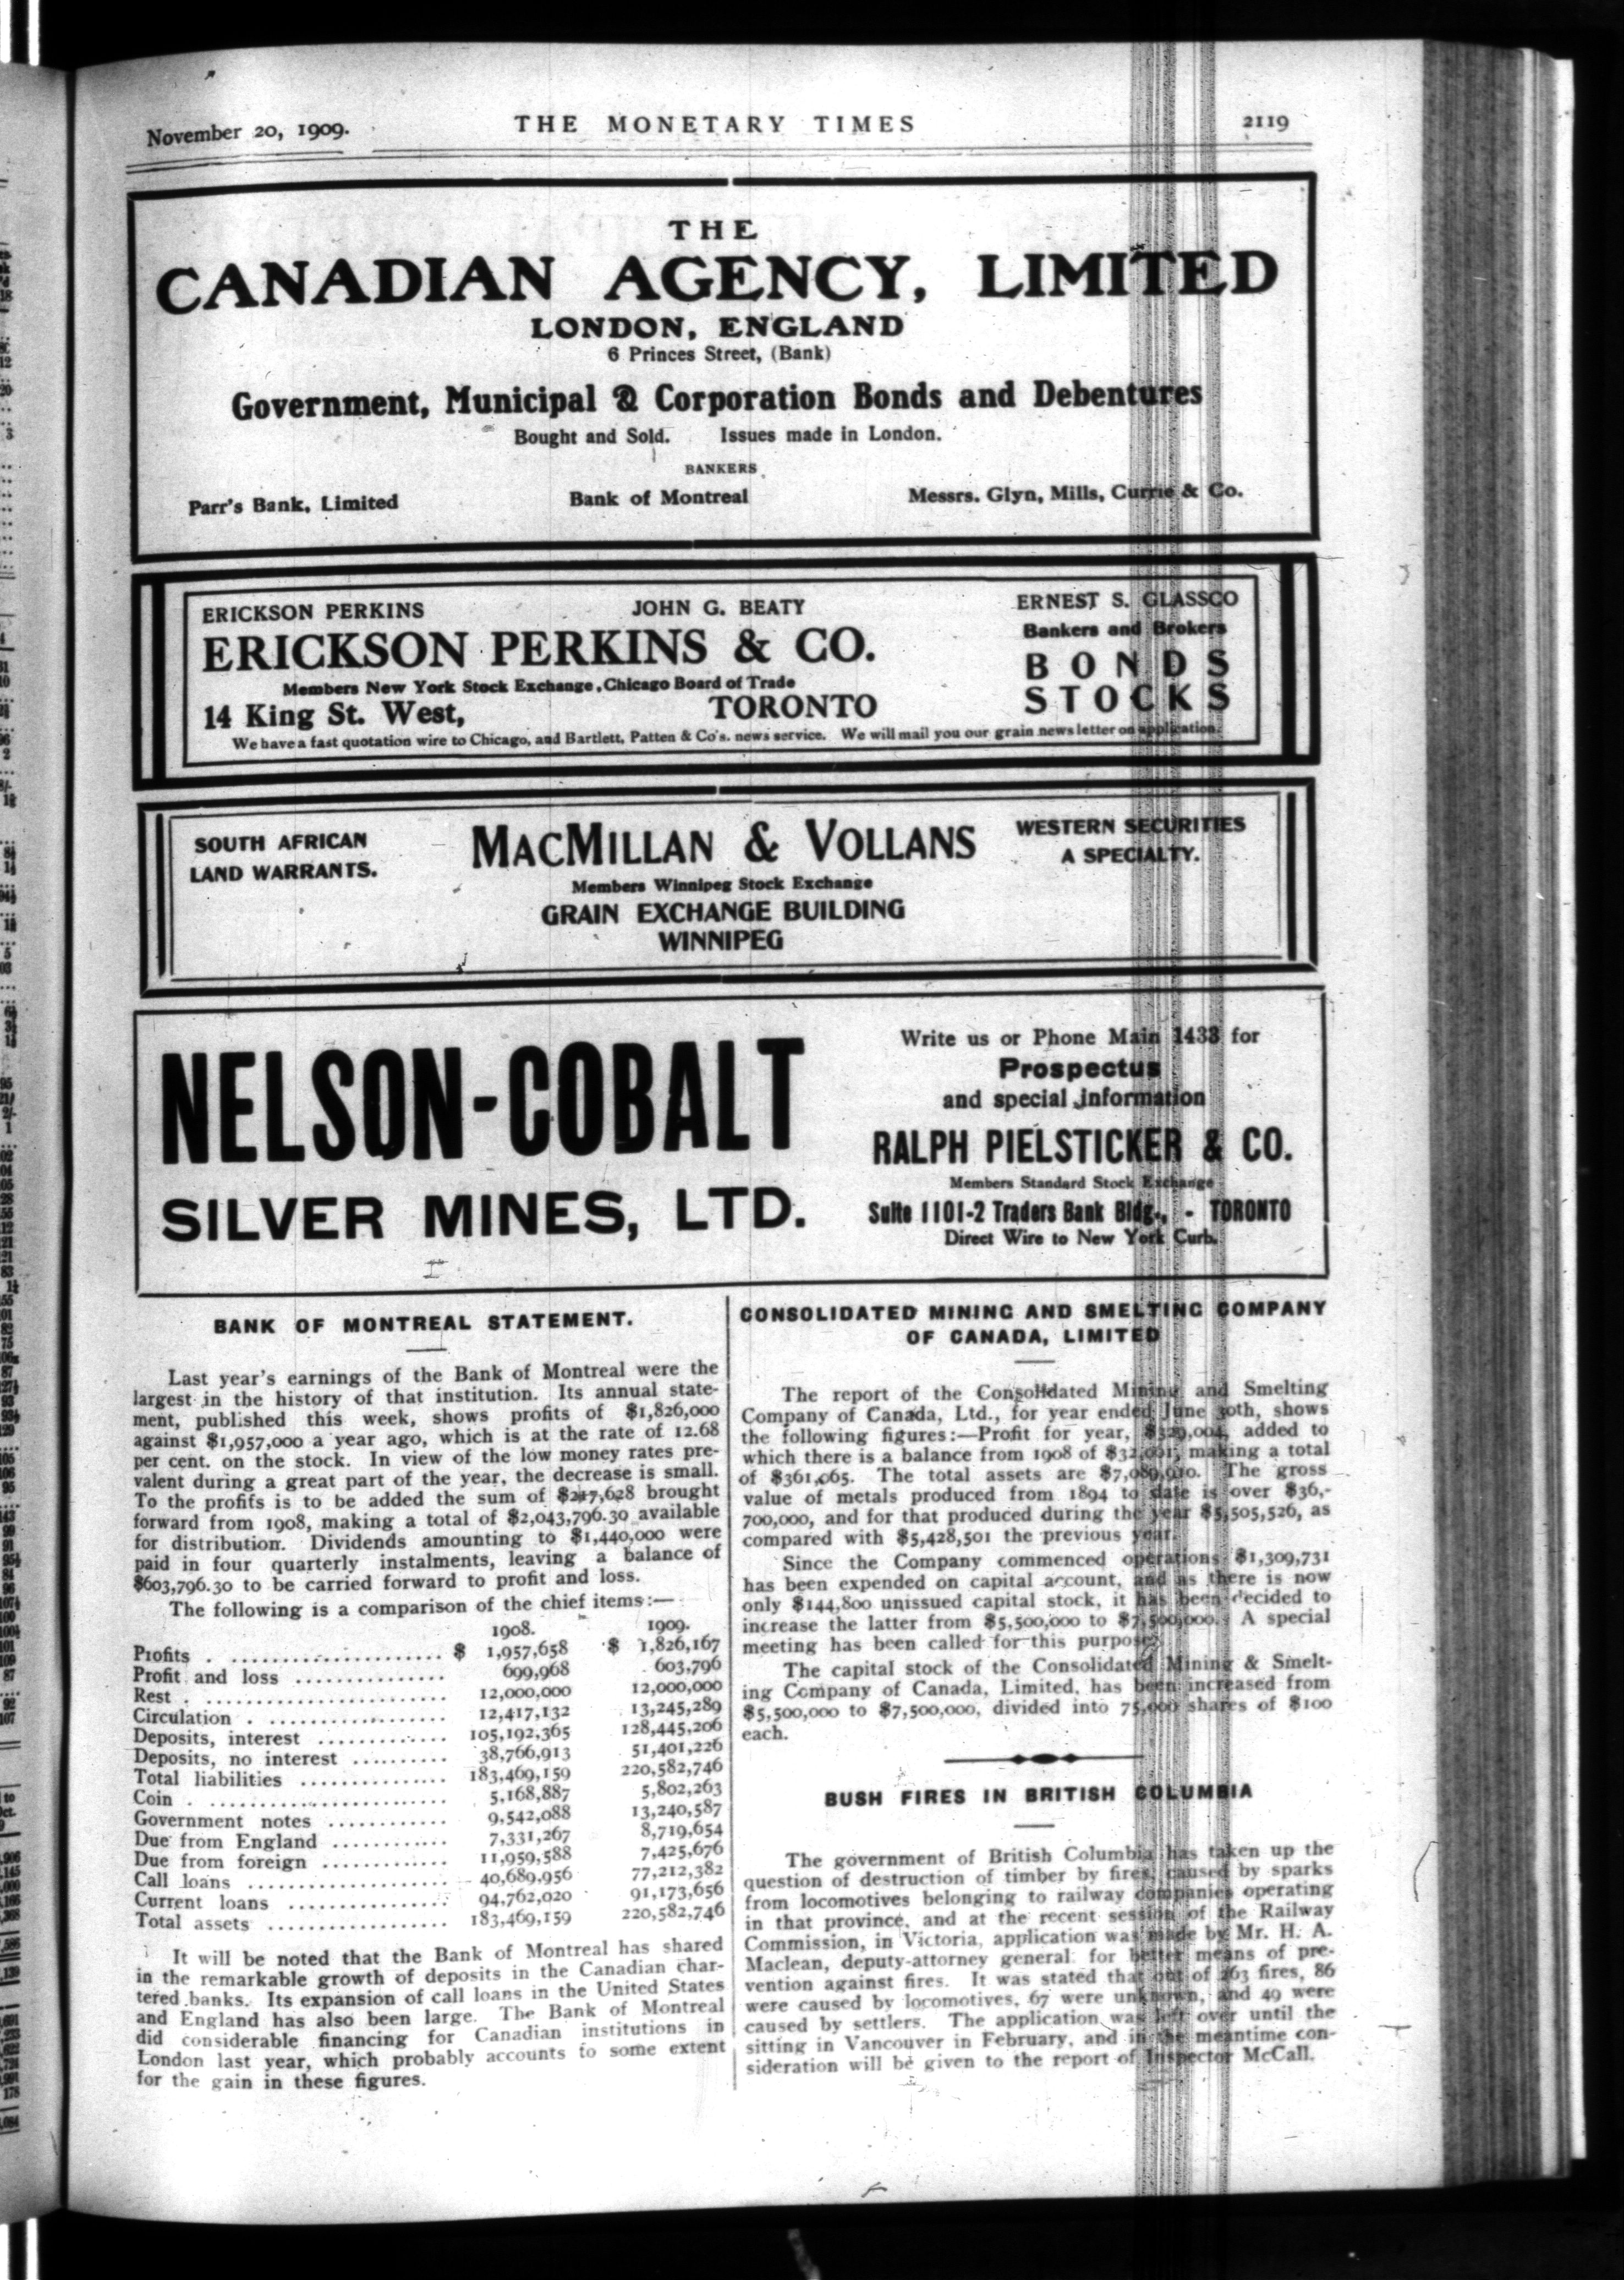 November 20, 1909.
THE MONETARY TIMES
2119
THE
CANADIAN AGENCY, LIMITED
LONDON, ENGLAND
6 Princes Street, (Bank)
Government, Municipal & Corporation Bonds and Debentures
Bought and Sold. Issues made in London.
BANKERS
Parr's Bank, Limited
Bank of Montreal
Messrs. Glyn, Mills, Currie & Co.
ERICKSON PERKINS
JOHN G. BEATY
ERNEST S. GLASSCO
ERICKSON PERKINS & CO.
Members New York Stock Exchange, Chicago Board of Trade
14 King St. West,
TORONTO
Bankers and Brokers
BONDS
STOCKS
We have a fast quotation wire to Chicago, and Bartlett, Patten & Co's. news service. We will mail you our grain news letter on application.
SOUTH AFRICAN
LAND WARRANTS.
MACMILLAN & VOLLANS
Members Winnipeg Stock Exchange
GRAIN EXCHANGE BUILDING
WINNIPEG
WESTERN SECURITIES
A SPECIALTY.
NELSON-COBALT
SILVER MINES, LTD.
Write us or Phone Main 1433 for
Prospectus
and special information
RALPH PIELSTICKER & CO.
Members Standard Stock Exchange
Suite 1101-2 Traders Bank Bldg., - TORONTO
Direct Wire to New York Curb.
BANK OF MONTREAL STATEMENT.
Last year's earnings of the Bank of Montreal were the
largest in the history of that institution. Its annual state-
ment, published this week, shows profits of $1,826,000
against $1,957,000 a year ago, which is at the rate of 12.68
per cent. on the stock. In view of the low money rates pre-
valent during a great part of the year, the decrease is small.
To the profits is to be added the sum of $217,628 brought
forward from 1908, making a total of $2,043,796.30 available
for distribution. Dividends amounting to $1,440,000 were
paid in four quarterly instalments, leaving a balance of
$603,796.30 to be carried forward to profit and loss.
The following is a comparison of the chief items:—
1908. 1909.
Profits . ...................... $ 1,957,658 $ 1,826,167
Profit and loss .............. 699,968 603,796
Rest . ........................ 12,000,000 12,000,000
Circulation . .................. 12,417,132 13,245,289
Deposits, interest ............ 105,192,365 128,445,206
Deposits, no interest ......... 38,766,913 51,401,226
Total liabilities .............. 183,469,159 220,582,746
Coin . ........................ 5,168,887 5,802,263
Government notes ........... 9,542,088 13,240,587
Due from England ........... 7,331,267 8,719,654
Due from foreign ............ 11,959,588 7,425,676
Call loans ................... 40,689,956 77,212,382
Current loans ............... 94,762,020 91,173,656
Total assets ................. 183,469,159 220,582,746
It will be noted that the Bank of Montreal has shared
in the remarkable growth of deposits in the Canadian char-
tered banks. Its expansion of call loans in the United States
and England has also been large. The Bank of Montreal
did considerable financing for Canadian institutions in
London last year, which probably accounts to some extent
for the gain in these figures.
CONSOLIDATED MINING AND SMELTING COMPANY
OF CANADA, LIMITED
The report of the Consolidated Mining and Smelting
Company of Canada, Ltd., for year ended June 30th, shows
the following figures:—Profit for year, added to
which there is a balance from 1908 of making a total
of $361,065. The total assets are The gross
value of metals produced from 1894 to date is over $36,-
700,000, and for that produced during the year $5,505,526, as
compared with $5,428,501 the previous year.
Since the Company commenced operations $1,309,731
has been expended on capital account, and as there is now
only $144,800 unissued capital stock, it has been decided to
increase the latter from $5,500,000 to $7,500,000. A special
meeting has been called for this purpose.
The capital stock of the Consolidated Mining & Smelt-
ing Company of Canada, Limited, has been increased from
$5,500,000 to $7,500,000, divided into 75,000 shares of $100
each.
BUSH FIRES IN BRITISH COLUMBIA
The government of British Columbia has taken up the
question of destruction of timber by fires, caused by sparks
from locomotives belonging to railway companies operating
in that province, and at the recent session of the Railway
Commission, in Victoria, application was made by Mr. H. A.
Maclean, deputy-attorney general for better means of pre-
vention against fires. It was stated that out of 263 fires, 86
were caused by locomotives, 67 were unknown, and 49 were
caused by settlers. The application was left over until the
sitting in Vancouver in February, and in the meantime con-
sideration will be given to the report of Inspector McCall.